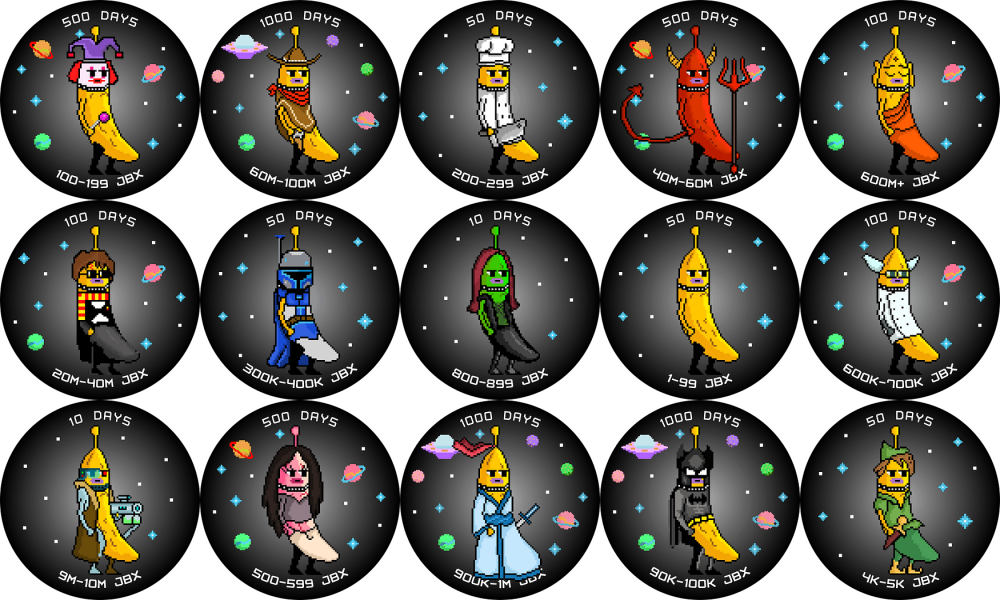 500 DAYS
100-199 JBX
1000 DAYS
60M-100M JBX
50 DAYS
200-299 JBX
500 DAYS
40M-60M JBX
100 DAYS
600M+ JBX
100 DAYS
20M-40M JBX
50 DAYS
300K-400K JBX
10 DAYS
800-899 JBX
50 DAYS
1-99 JBX
100 DAYS
600K-700K JBX
10 DAYS
9M-10M JBX
500 DAYS
500-599 JBX
1000 DAYS
900K-1M JBX
1000 DAYS
90K-100K JBX
50 DAYS
4K-5K JBX